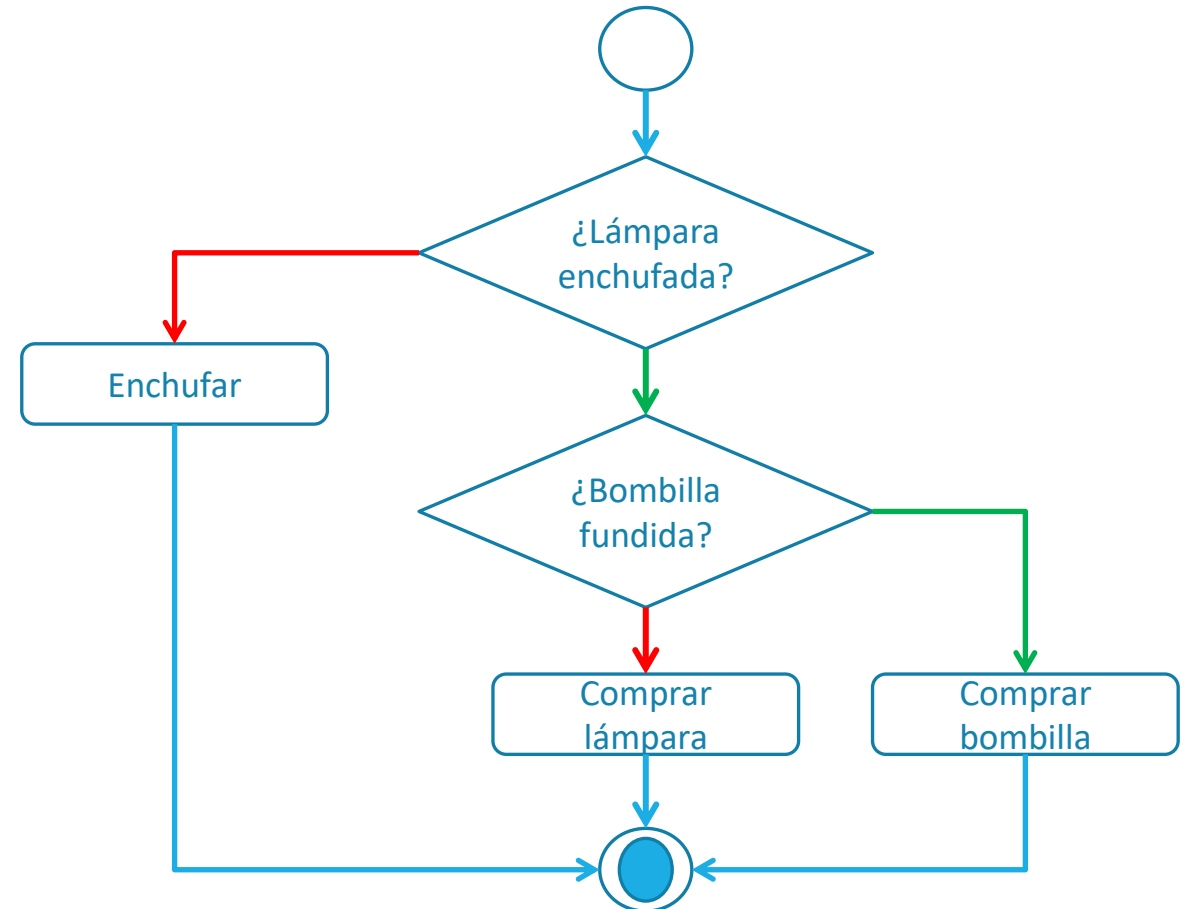 ¿Lámpara
enchufada?
Enchufar
¿Bombilla
fundida?
Comprar
lámpara
Comprar
bombilla